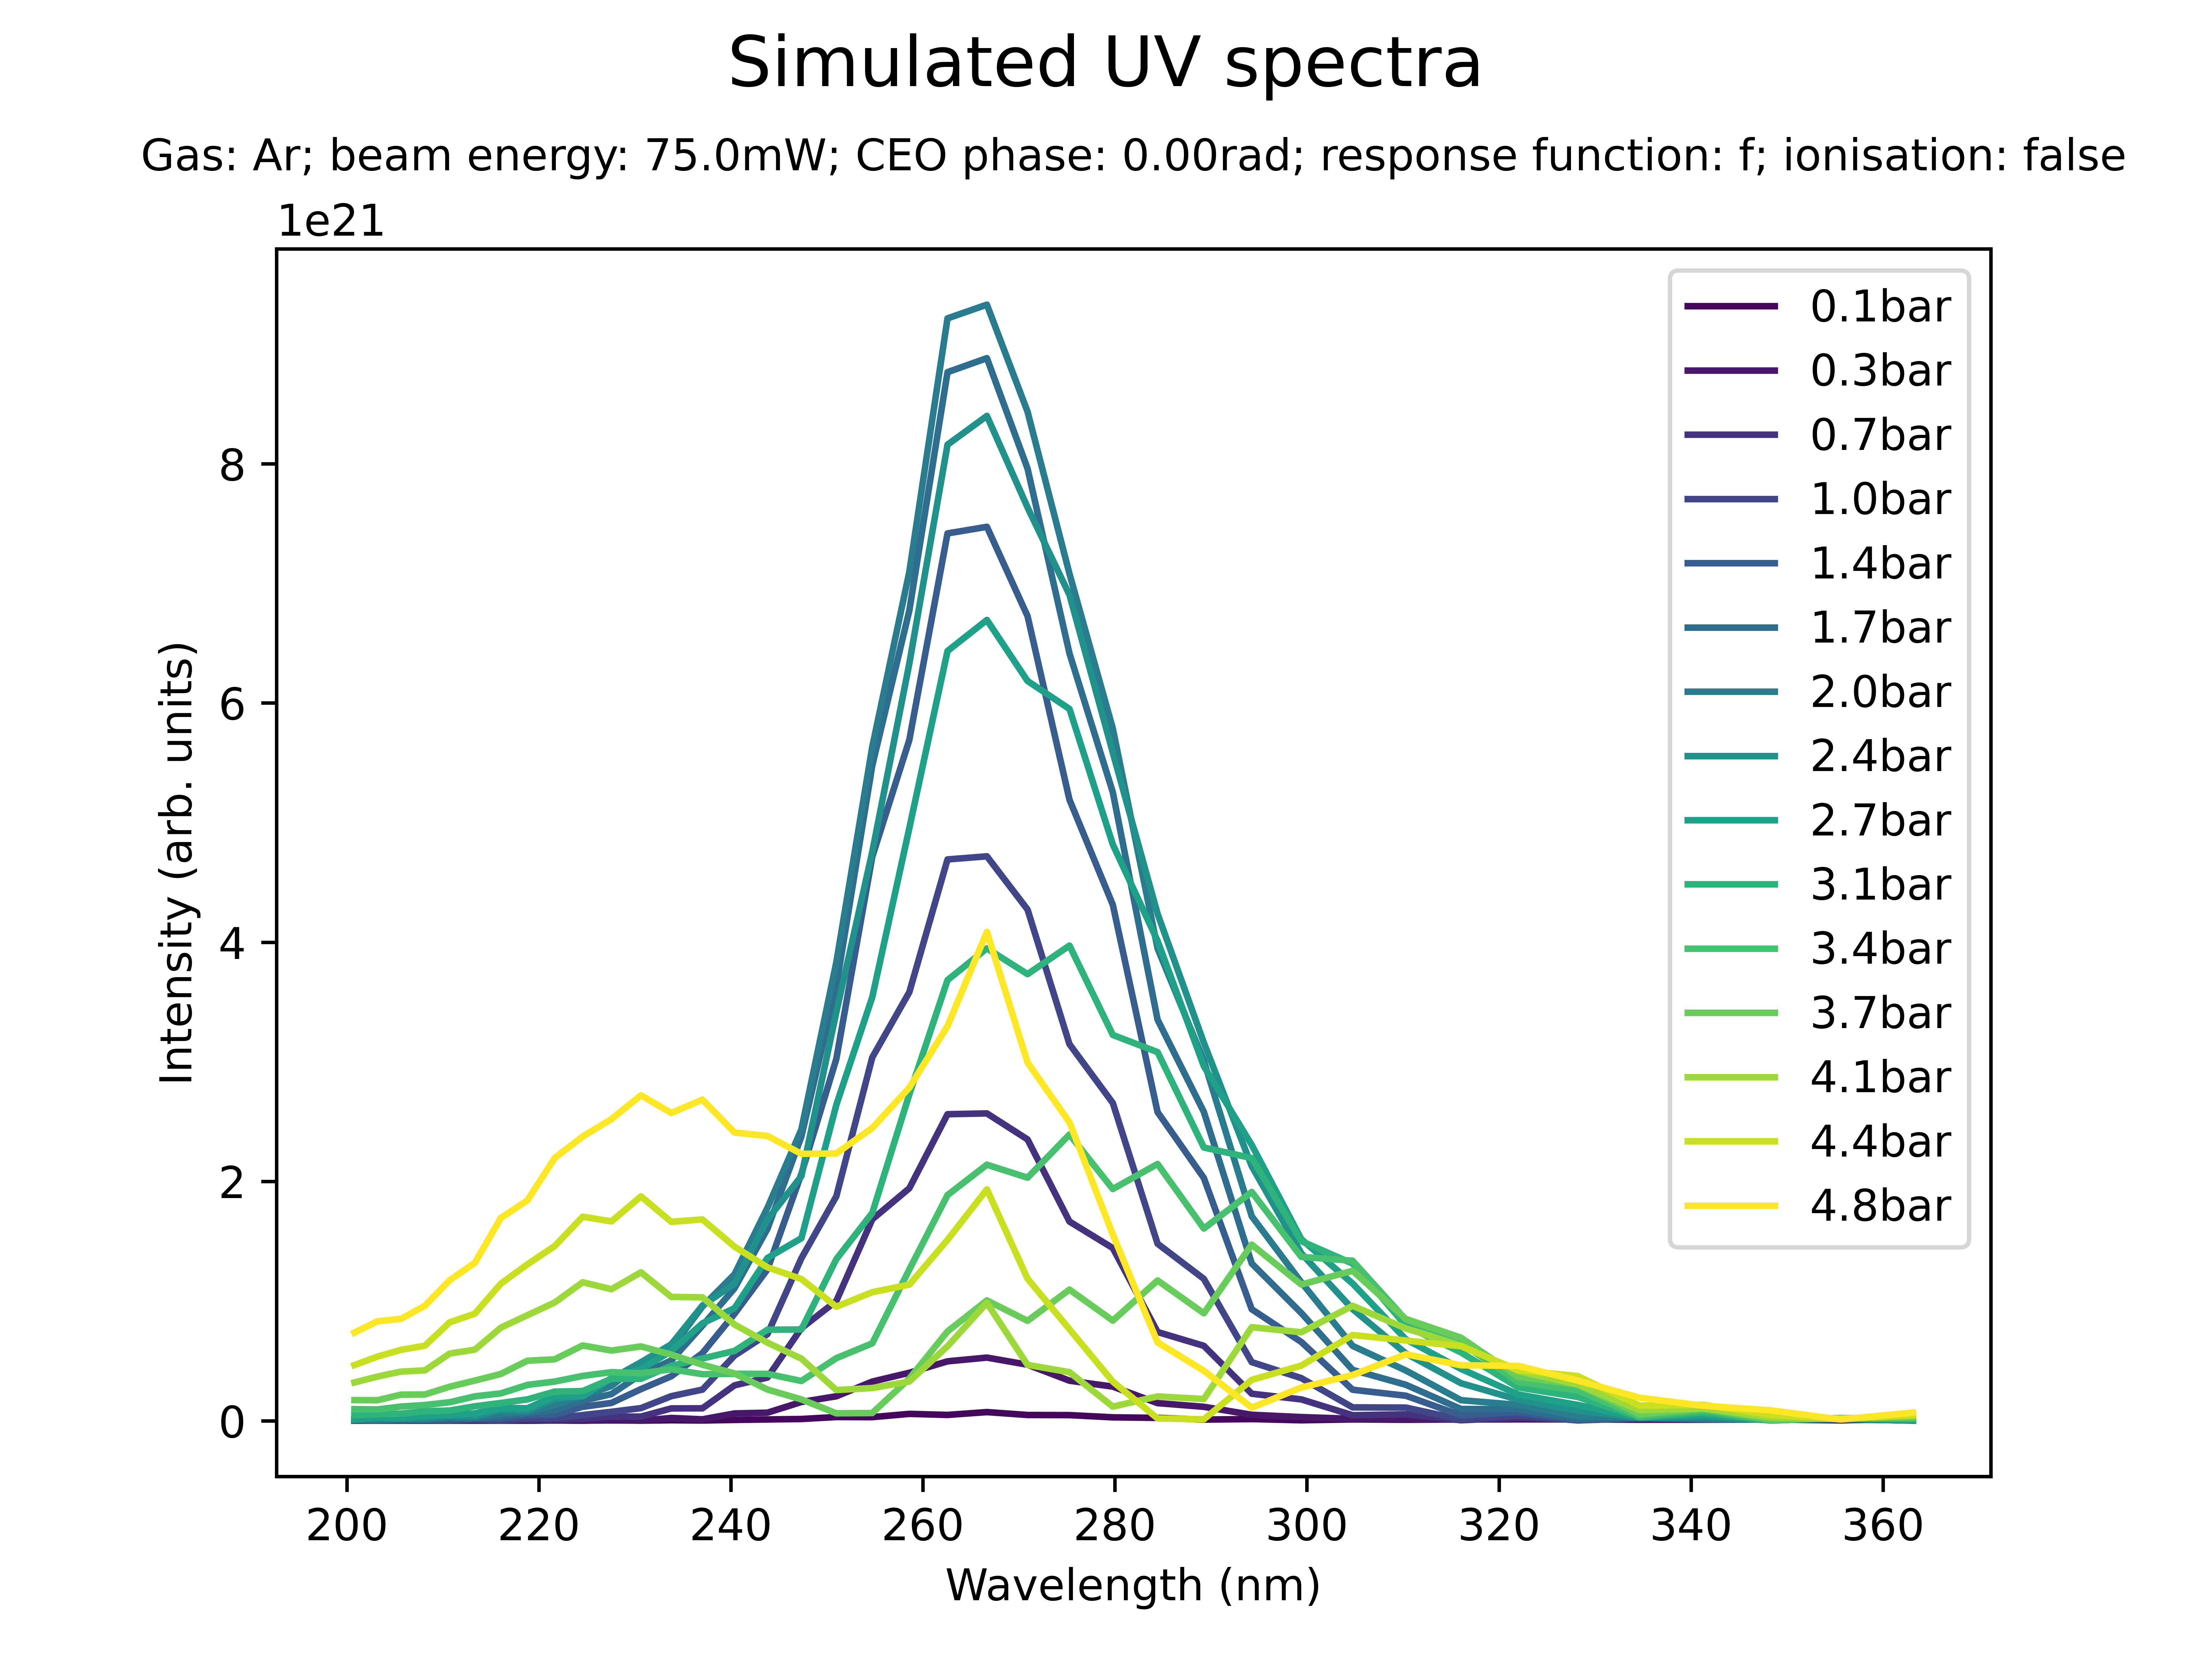 Simulated UV spectra
Gas: Ar; beam energy: 75.0mW; CEO phase: 0.00rad; response function: f; ionisation: false
1e21
0.1bar
0.3bar
0.7bar
1.0bar
1.4bar
1.7bar
2.0bar
2.4bar
2.7bar
3.1bar
3.4bar
3.7bar
4.1bar
4.4bar
4.8bar
8
6
4
2
0
Intensity (arb. units)
200 220 240 260 280 300 320 340 360
Wavelength (nm)